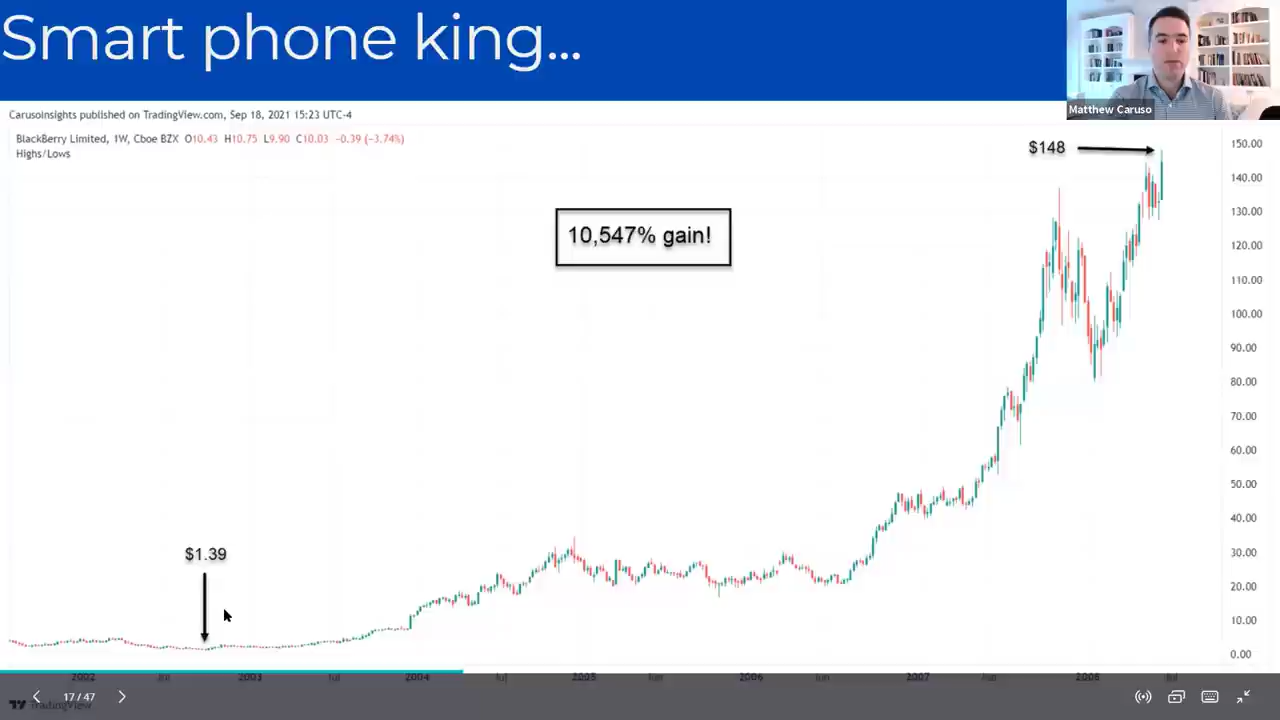 Smart phone king...
Matthew Caruso
CarusoInsights published on TradingView.com, Sep 18, 2021 15:23 UTC-4
BlackBerry Limited, 1W, Cboe BZX O10.43 H10.75 L9.90 C10.03 -0.39 (-3.74%)
Highs/Lows
$148
10,547% gain!
$1.39
150.00
140.00
130.00
120.00
110.00
100.00
90.00
80.00
70.00
60.00
50.00
40.00
30.00
20.00
10.00
0.00
2002 Jul 2003 Jul 2004 Jul 2005 Jun 2006 Jun 2007 2008 Jul
17 / 47
TradingView